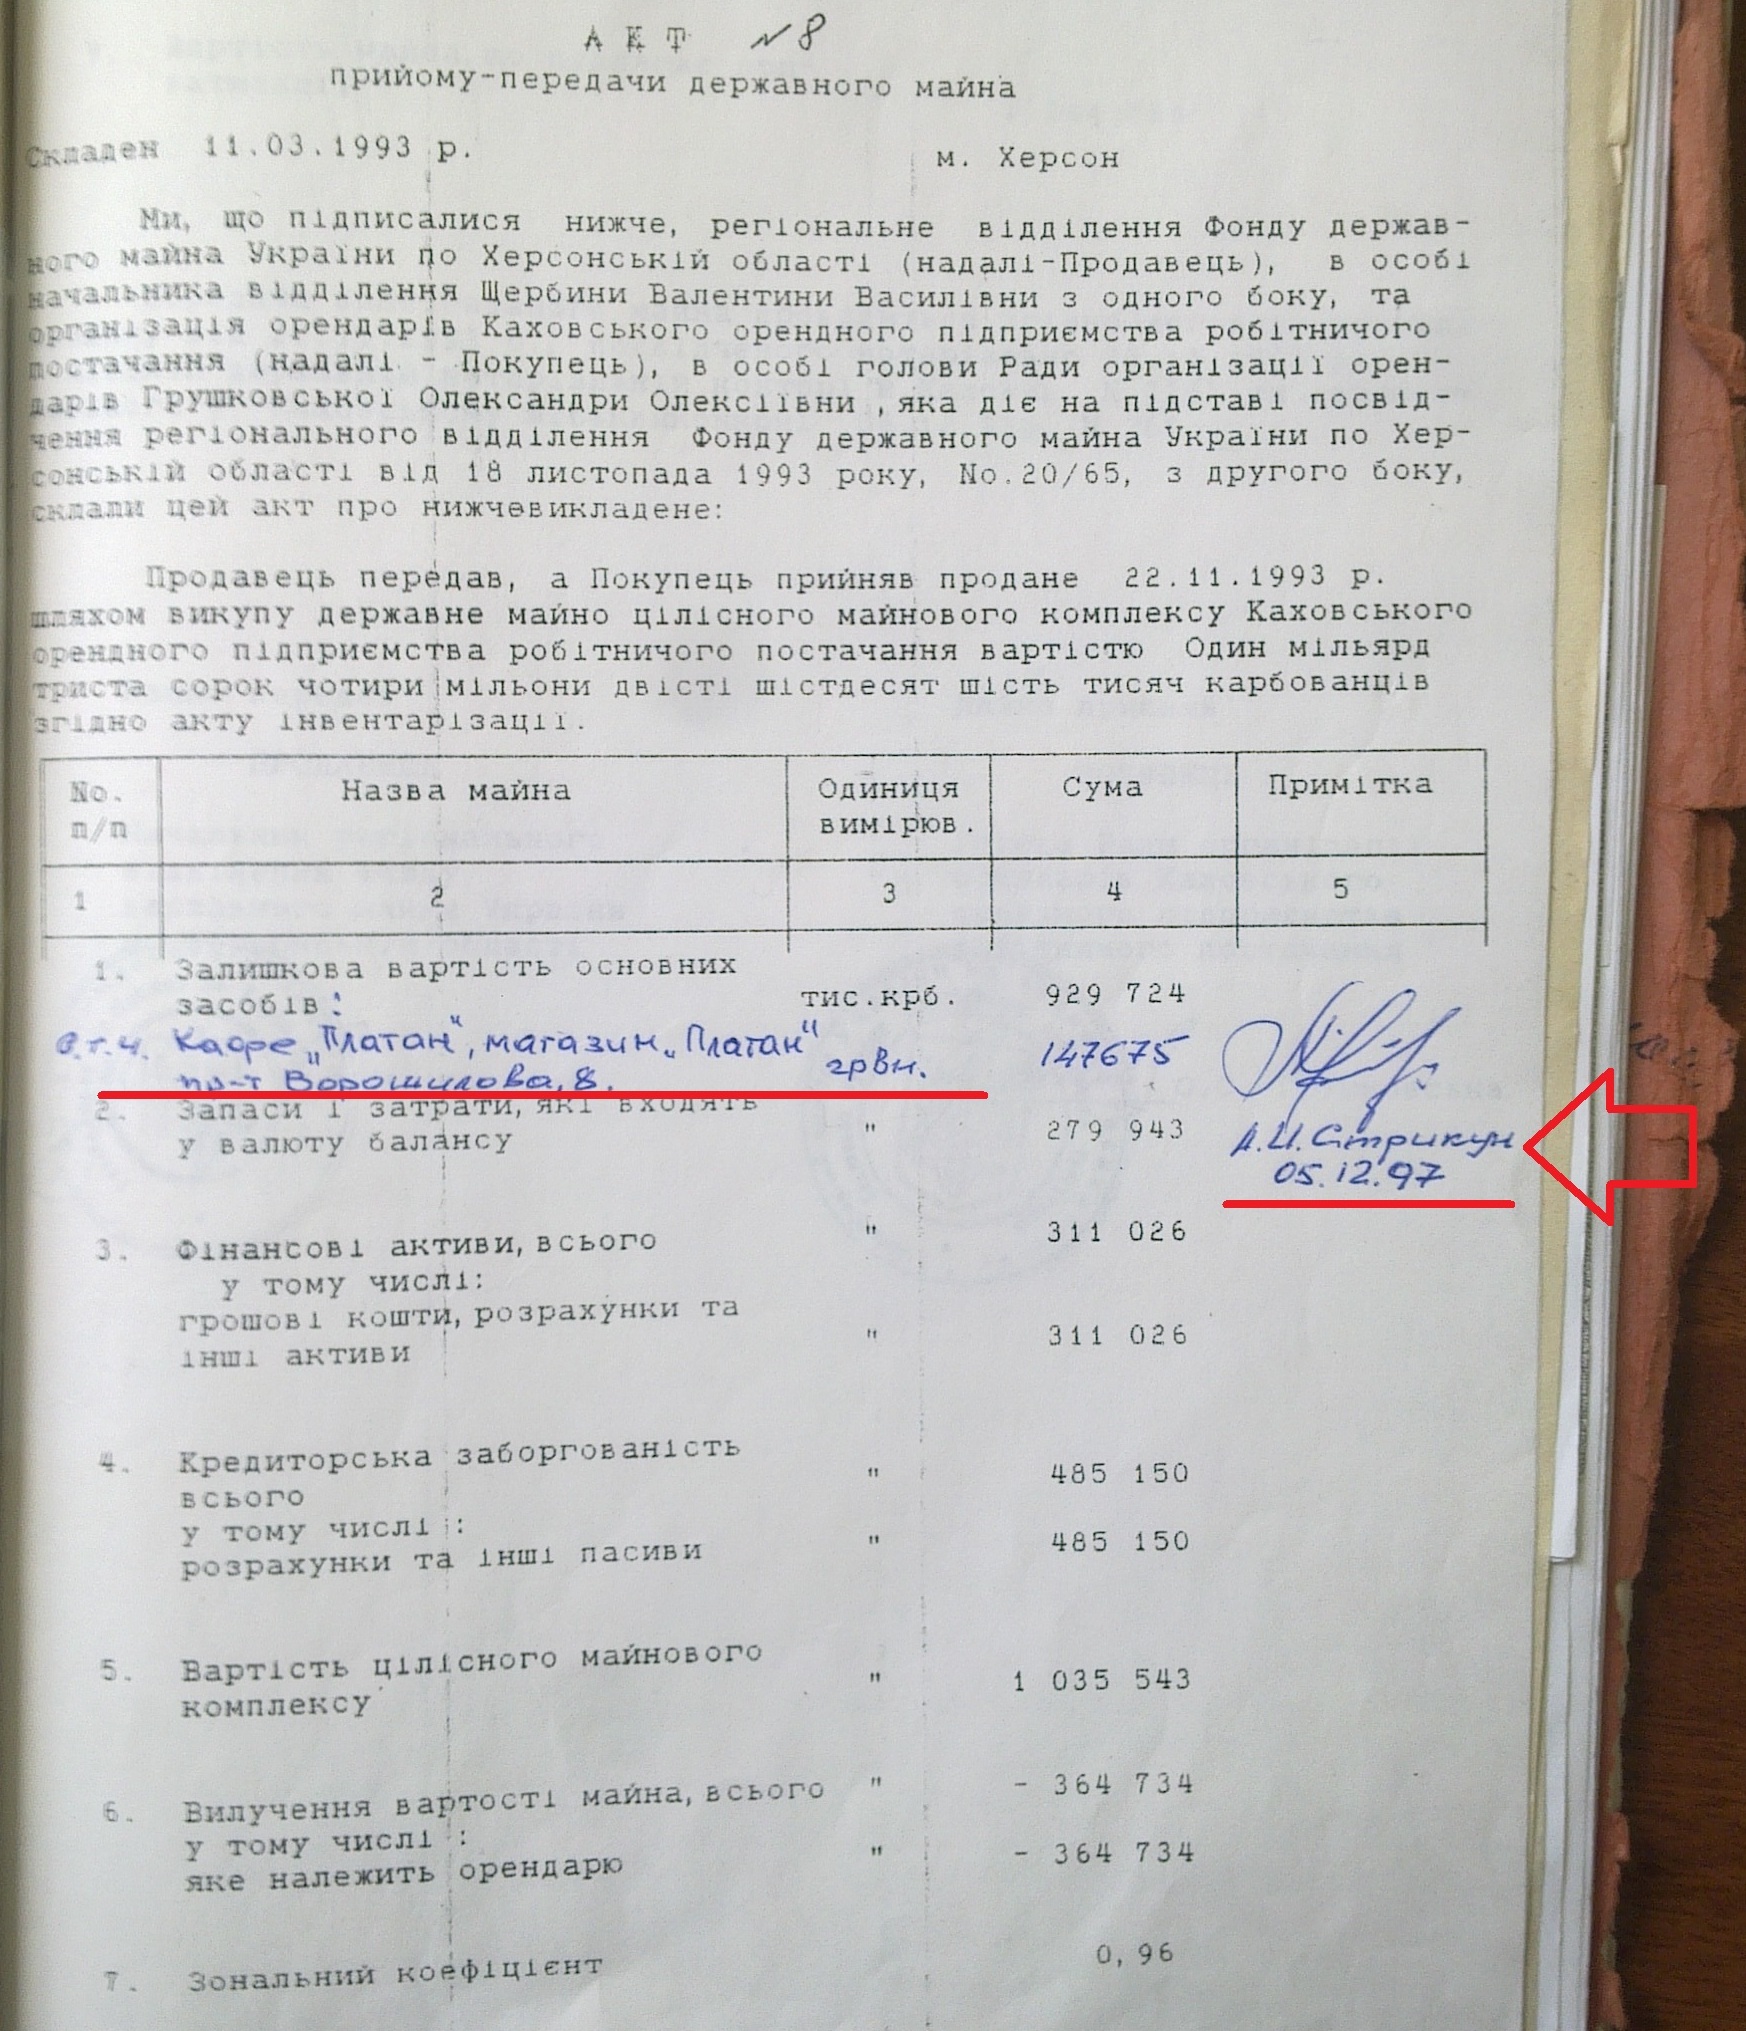 АКТ №8
прийому-передачи державного майна
Складен 11.03.1993 р. м. Херсон
Ми, що підписалися нижче, регіональне відділення Фонду держав-
ного майна України по Херсонській області (надалі-Продавець), в особі
начальника відділення Щербини Валентини Василівни з одного боку, та
організація орендарів Каховського орендного підприємства робітничого
постачання (надалі - Покупець), в особі голови Ради організації орен-
дарів Грушковської Олександри Олексіївни , яка діє на підставі посвід-
чення регіонального відділення Фонду державного майна України по Хер-
сонській області від 18 листопада 1993 року, No.20/65, з другого боку,
склали цей акт про нижчевикладене:
Продавець передав, а Покупець прийняв продане 22.11.1993 р.
шляхом викупу державне майно цілісного майнового комплексу Каховського
орендного підприємства робітничого постачання вартістю Один мільярд
триста сорок чотири мільони двісті шістдесят шість тисяч карбованців
згідно акту інвентарізації.
No. Назва майна Одиниця Сума Примітка
п/п вимірюв.
1 2 3 4 5
1. Залишкова вартість основних
засобів: тис.крб. 929 724
в.т.ч. Кафе „Платан", магазин „Платан" грвн. 147675
пр-т Ворошилова, 8.
2. Запаси і затрати, які входять
у валюту балансу " 279 943 А.И.Стрикун
05.12.97
3. Фінансові активи, всього " 311 026
у тому числі:
грошові кошти, розрахунки та
інші активи " 311 026
4. Кредиторська заборгованість " 485 150
всього
у тому числі :
розрахунки та інші пасиви " 485 150
5. Вартість цілісного майнового
комплексу " 1 035 543
6. Вилучення вартості майна, всього " - 364 734
у тому числі :
яке належить орендарю " - 364 734
7. Зональний коефіцієнт 0,96